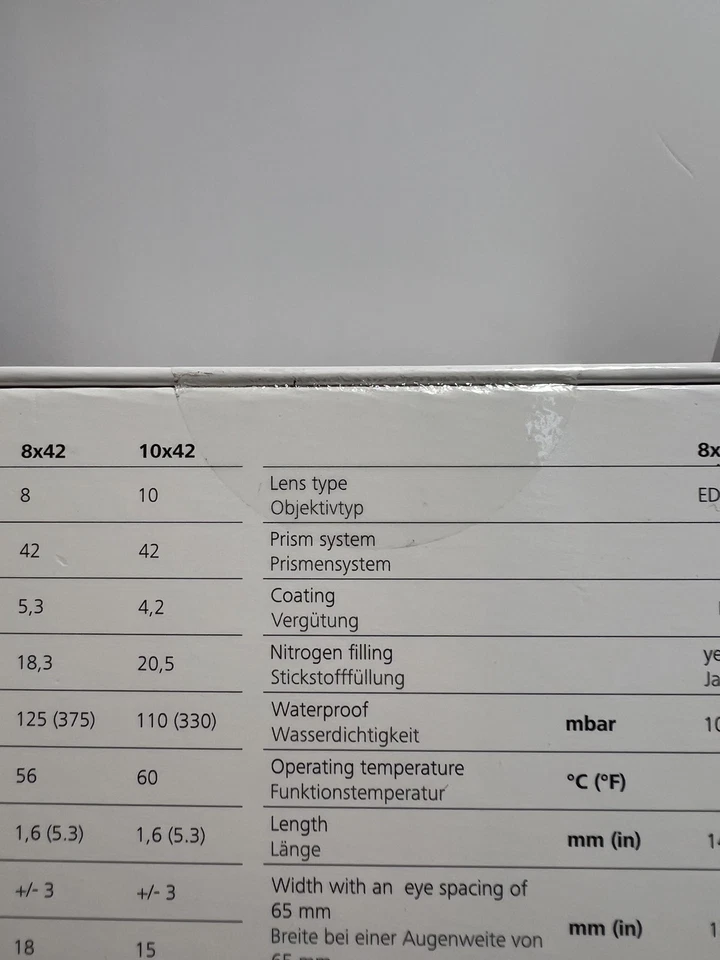 8x42 10x42
8 10
42 42
5,3 4,2
18,3 20,5
125 (375) 110 (330)
56 60
1,6 (5.3) 1,6 (5.3)
+/- 3 +/- 3
18 15
Lens type
Objektivtyp
ED
Prism system
Prismensystem
Coating
Vergütung
Nitrogen filling
Stickstofffüllung
Waterproof
Wasserdichtigkeit
mbar
Operating temperature
Funktionstemperatur
°C (°F)
Length
Länge
mm (in)
Width with an eye spacing of
65 mm
Breite bei einer Augenweite von
mm (in)